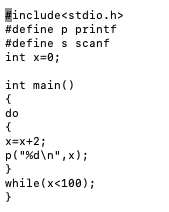 #include<stdio.h>
#define p printf
#define s scanf
int x=0;
int main()
{
do
{
x=x+2;
p("%d\n",x);
}
while(x<100);
}